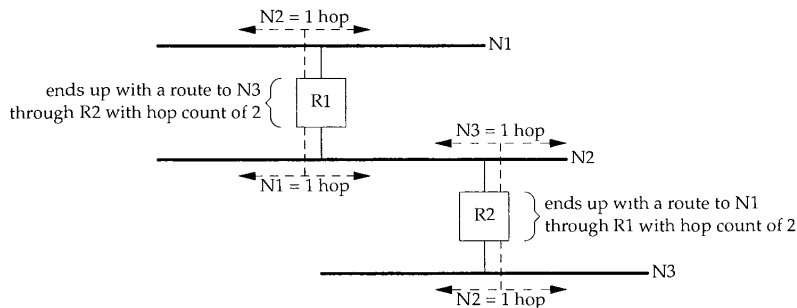 N2 = 1 hop
N1
ends up with a route to N3
through R2 with hop count of 2
R1
N3 = 1 hop
N2
N1 = 1 hop
R2
ends up with a route to N1
through R1 with hop count of 2
N3
N2 = 1 hop